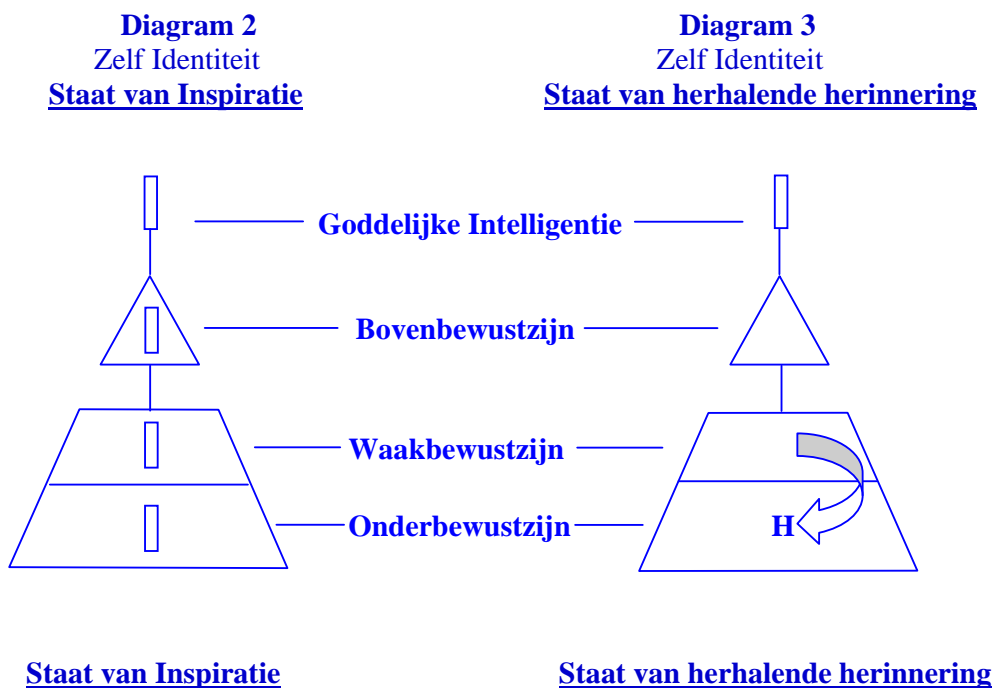 Diagram 2
Zelf Identiteit
Staat van Inspiratie
Diagram 3
Zelf Identiteit
Staat van herhalende herinnering
Goddelijke Intelligentie
Bovenbewustzijn
Waakbewustzijn
Onderbewustzijn
H
Staat van Inspiratie
Staat van herhalende herinnering